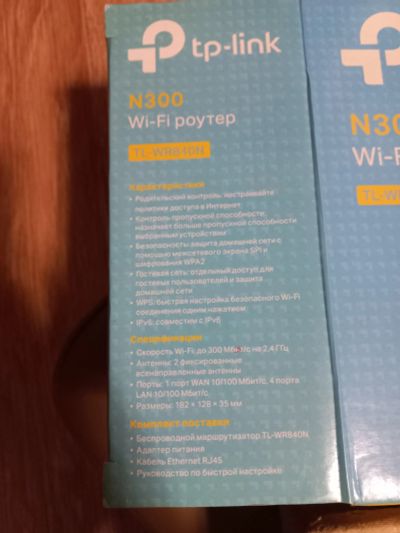 tp-link
N300
Wi-Fi роутер
TL-WR840N
Характеристики
• Родительский контроль: настраивайте
политики доступа в Интернет
• Контроль пропускной способности:
назначает больше пропускной способности
выбранным устройствам
• Безопасность: защита домашней сети с
помощью межсетевого экрана SPI и
шифрования WPA2
• Гостевая сеть: отдельный доступ для
гостевых пользователей и защита
домашней сети
• WPS: быстрая настройка безопасного Wi-Fi
соединения одним нажатием
• IPv6: совместим с IPv6
Спецификации
• Скорость Wi-Fi: до 300 Мбит/с на 2,4 ГГц
• Антенны: 2 фиксированные
всенаправленные антенны
• Порты: 1 порт WAN 10/100 Мбит/с, 4 порта
LAN 10/100 Мбит/с
• Размеры: 182 × 128 × 35 мм
Комплект поставки
• Беспроводной маршрутизатор TL-WR840N
• Адаптер питания
• Кабель Ethernet RJ45
• Руководство по быстрой настройке
N30
Wi-F
TL-W